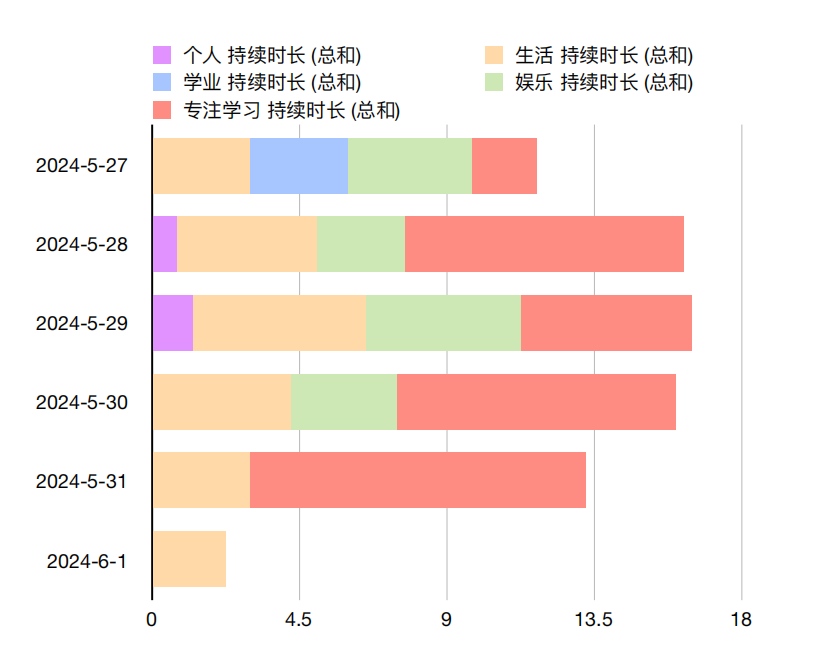 个人 持续时长 (总和)
生活 持续时长 (总和)
学业 持续时长 (总和)
娱乐 持续时长 (总和)
专注学习 持续时长 (总和)
2024-5-27
2024-5-28
2024-5-29
2024-5-30
2024-5-31
2024-6-1
0 4.5 9 13.5 18